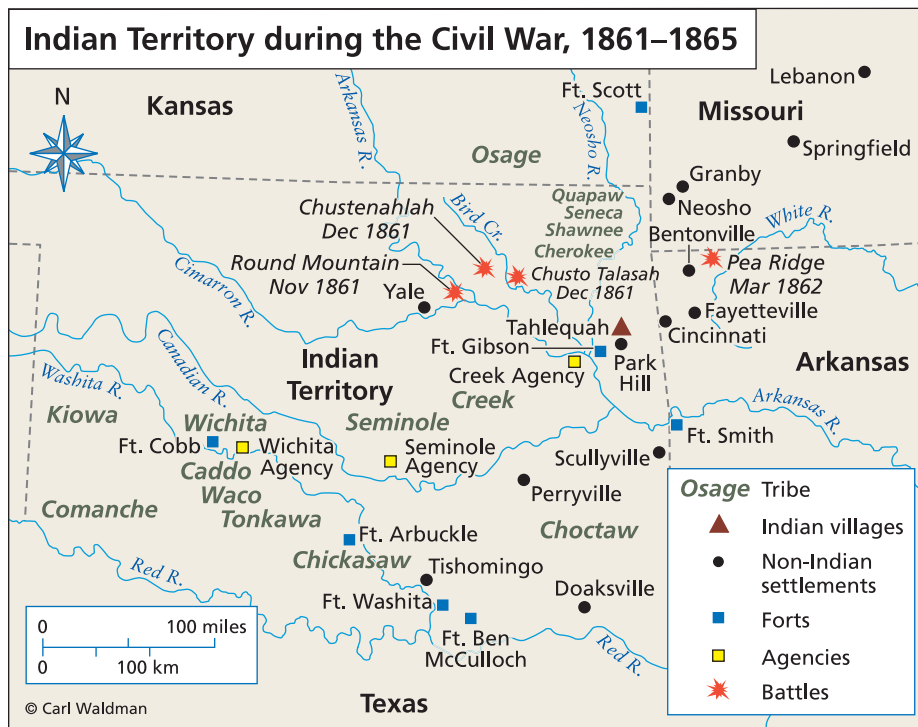 Indian Territory during the Civil War, 1861–1865
N
Kansas
Arkansas R.
Ft. Scott
Neosho R.
Lebanon
Missouri
Springfield
Osage
Granby
Neosho
Bentonville
White R.
Quapaw
Seneca
Shawnee
Cherokee
Chustenahlah
Dec 1861
Bird Cr.
Round Mountain
Nov 1861
Chusto Talasah
Dec 1861
Pea Ridge
Mar 1862
Cimarron R.
Yale
Fayetteville
Cincinnati
Tahlequah
Ft. Gibson
Park
Hill
Creek Agency
Creek
Indian
Territory
Arkansas
Canadian R.
Washita R.
Kiowa
Wichita
Seminole
Arkansas R.
Ft. Smith
Ft. Cobb
Wichita
Agency
Seminole
Agency
Scullyville
Caddo
Waco
Tonkawa
Perryville
Comanche
Ft. Arbuckle
Choctaw
Chickasaw
Red R.
Tishomingo
Doaksville
Ft. Washita
Ft. Ben
McCulloch
Red R.
Texas
Osage Tribe
Indian villages
Non-Indian
settlements
Forts
Agencies
Battles
0 100 miles
0 100 km
© Carl Waldman